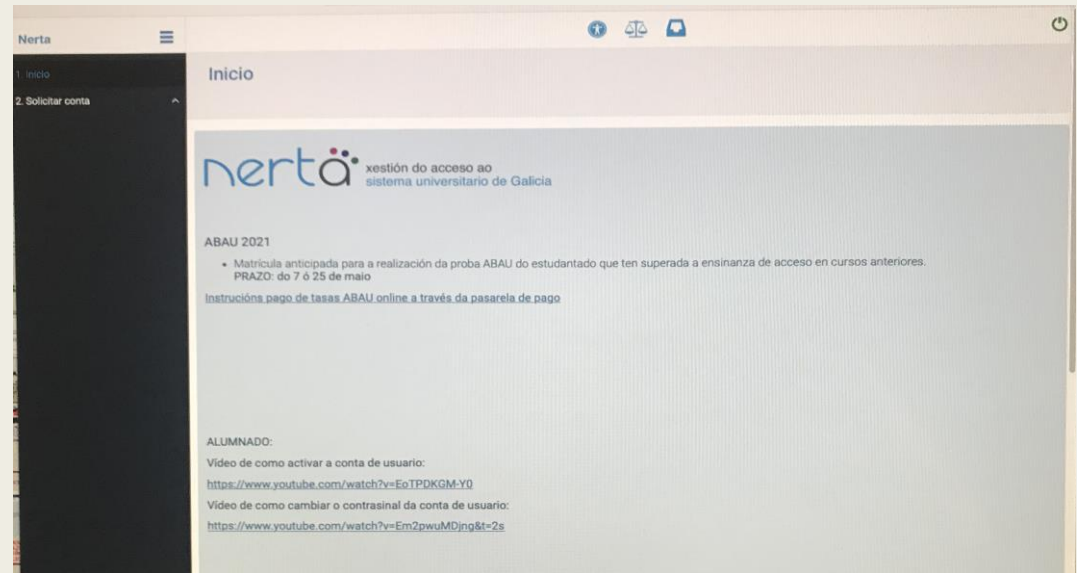 Nerta
1. Inicio
2. Solicitar conta
Inicio
nerta
xestión do acceso ao
sistema universitario de Galicia
ABAU 2021
• Matrícula anticipada para a realización da proba ABAU do estudantado que ten superada a ensinanza de acceso en cursos anteriores.
PRAZO: do 7 ó 25 de maio
Instrucións pago de tasas ABAU online a través da pasarela de pago
ALUMNADO:
Vídeo de como activar a conta de usuario:
https://www.youtube.com/watch?v=EoTPDKGM-Y0
Vídeo de como cambiar o contrasinal da conta de usuario:
https://www.youtube.com/watch?v=Em2pwuMDjng&t=2s